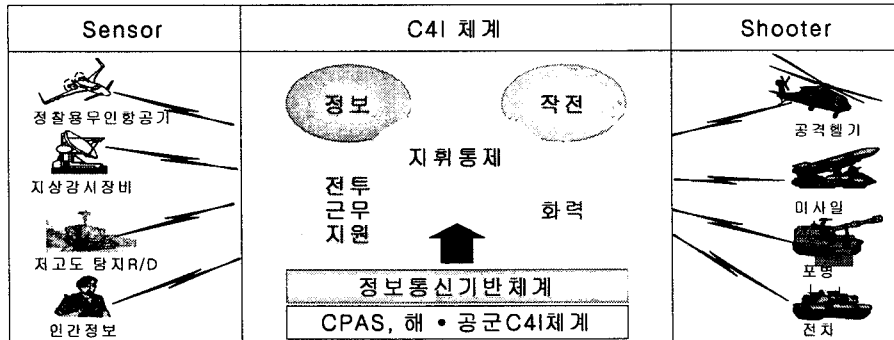 Sensor
C4I 체계
Shooter
정찰용무인항공기
지상감시장비
저고도 탐지R/D
인간정보
정보
작전
지휘통제
전투
근무
지원
화력
정보통신기반체계
CPAS, 해 • 공군C4I체계
공격헬기
미사일
포병
전차